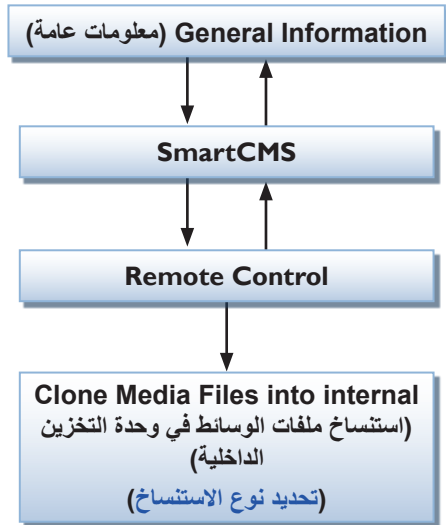 General Information (معلومات عامة)
SmartCMS
Remote Control
Clone Media Files into internal
(استنساخ ملفات الوسائط في وحدة التخزين
الداخلية)
(تحديد نوع الاستنساخ)